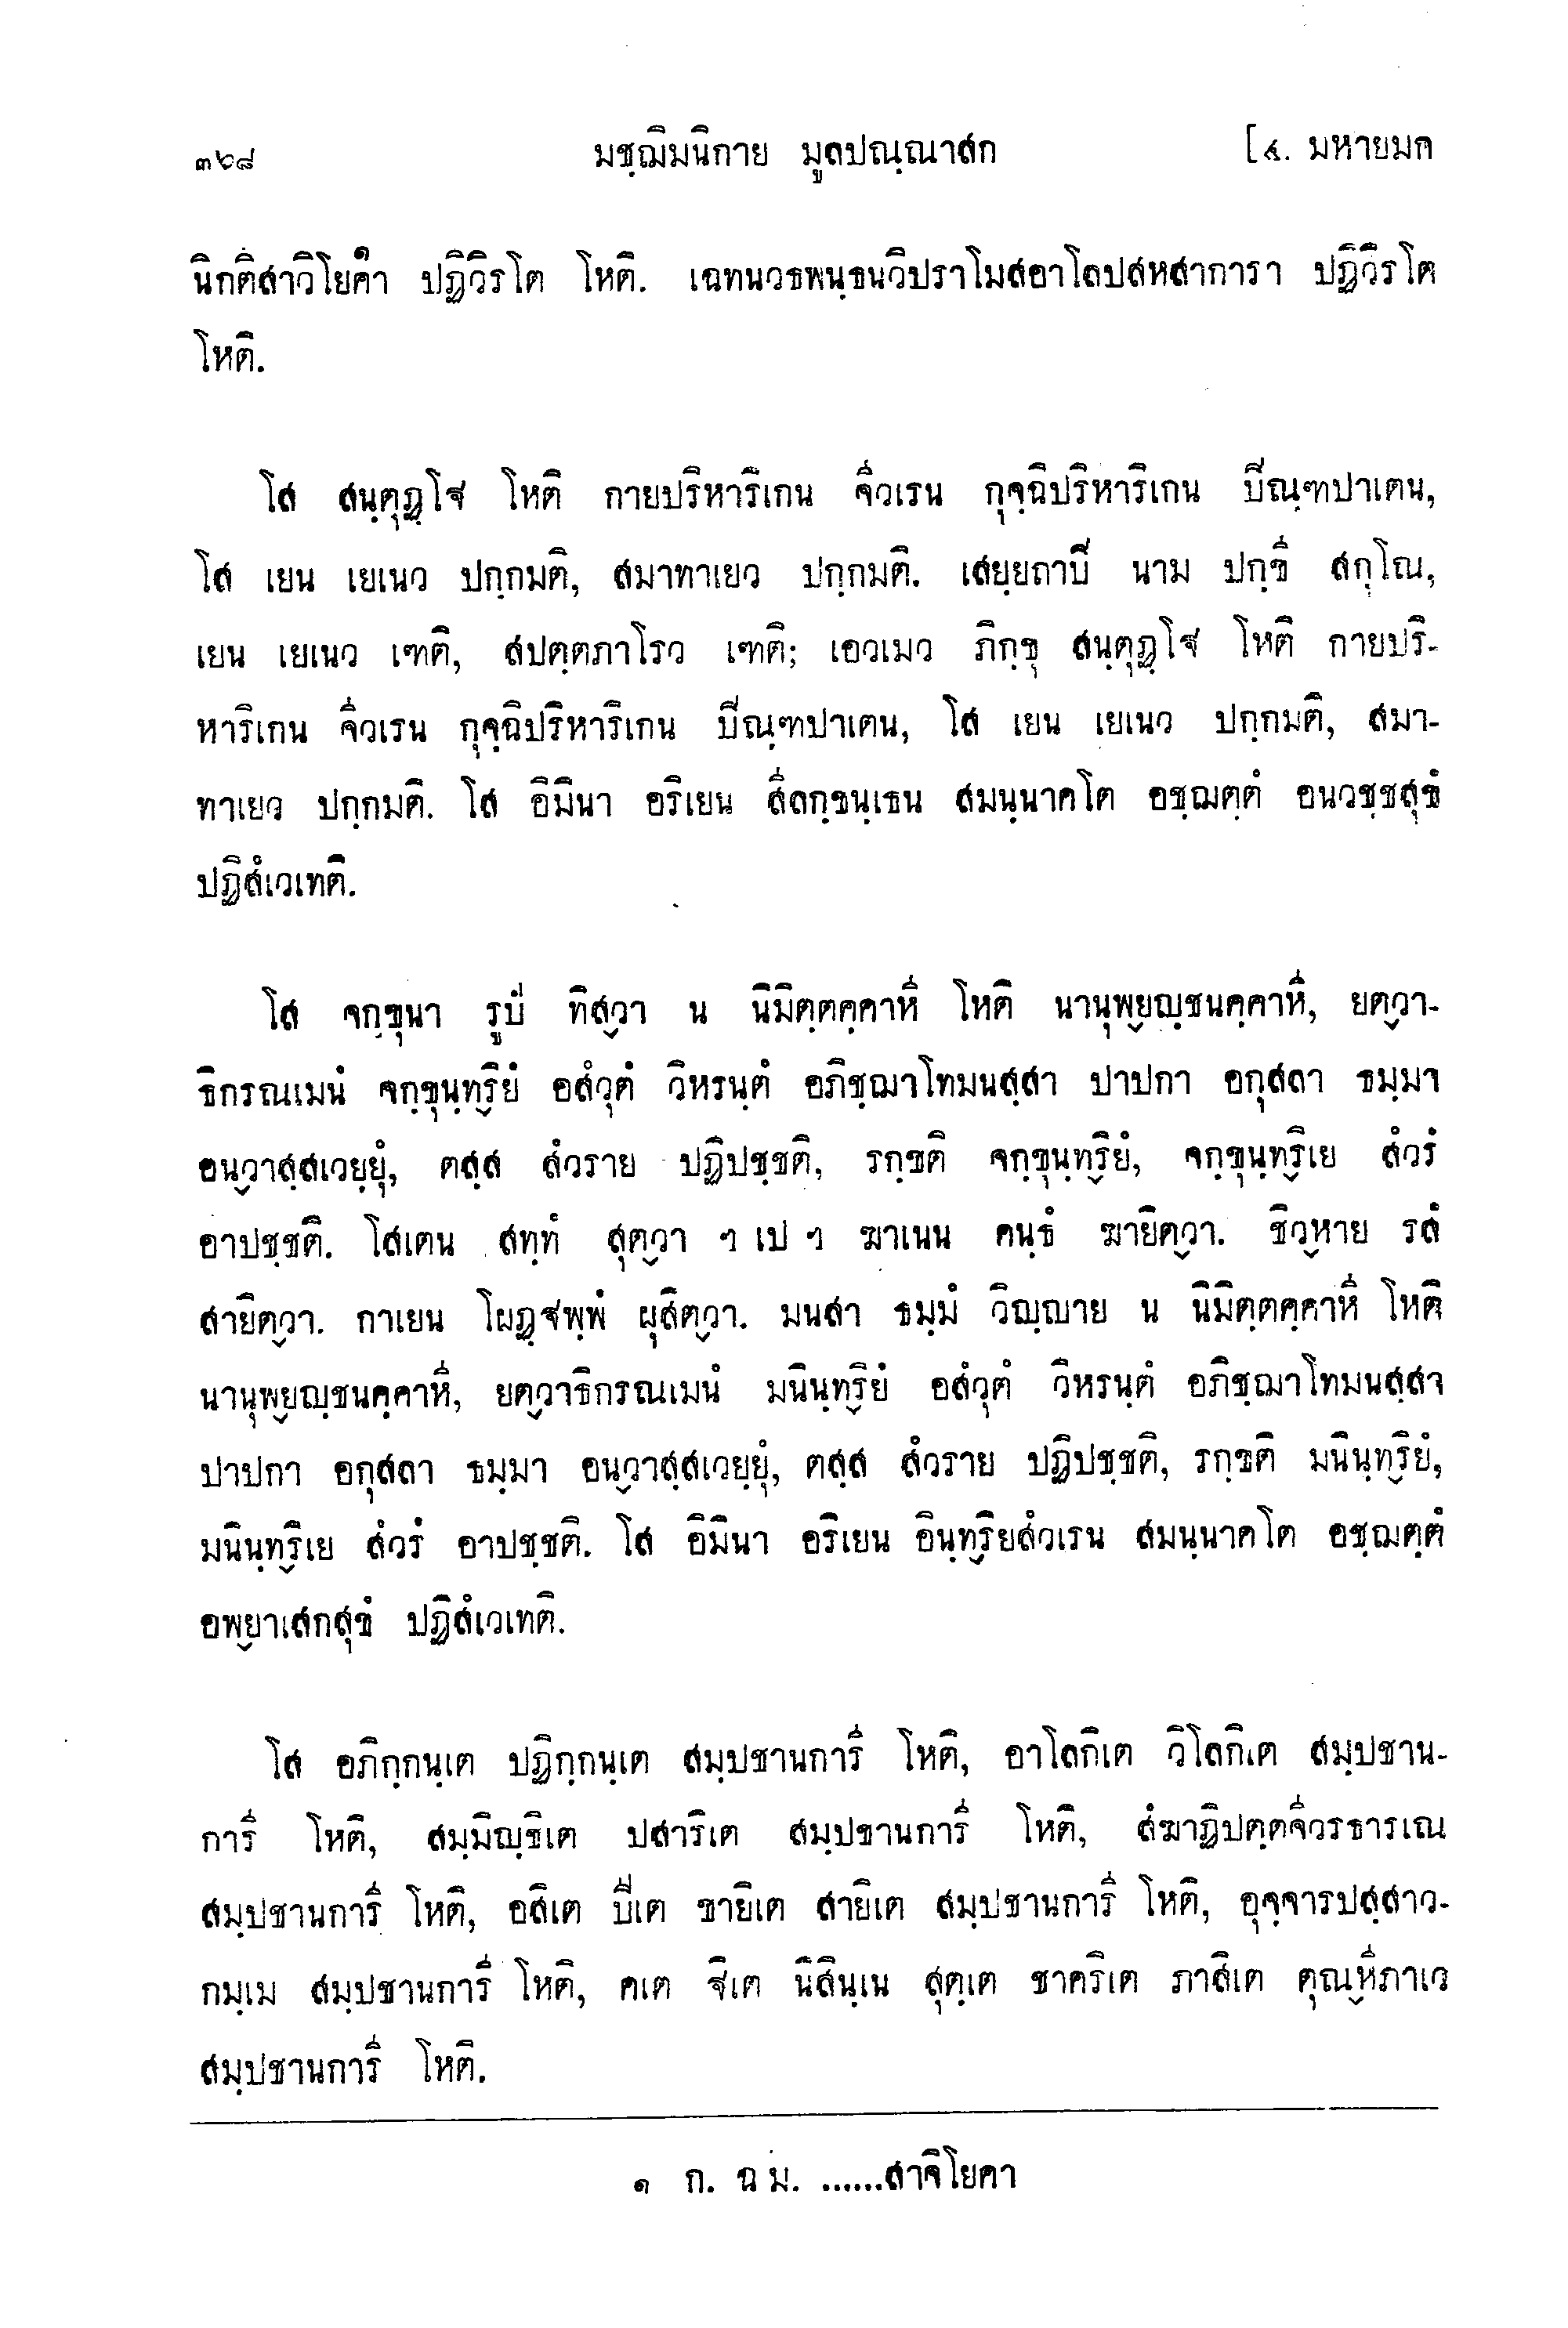 ๓๖๘ มชฺฌิมนิกาย มูลปณฺณาสก [๔. มหายมก
นิกติสาวิโยคา๑ ปฏิวิรโต โหติ. เฉทนวธพนฺธนวิปราโมสอาโลปสหสาการา ปฏิวิรโต
โหติ.
โส สนฺตุฏฺโฐ โหติ กายปริหาริเกน จีวเรน กุจฺฉิปริหาริเกน ปิณฺฑปาเตน,
โส เยน เยเนว ปกฺกมติ, สมาทาเยว ปกฺกมติ. เสยฺยถาปิ นาม ปกฺขี สกุโณ,
เยน เยเนว เฑติ, สปตฺตภาโรว เฑติ; เอวเมว ภิกฺขุ สนฺตุฏฺโฐ โหติ กายปริ-
หาริเกน จีวเรน กุจฺฉิปริหาริเกน ปิณฺฑปาเตน, โส เยน เยเนว ปกฺกมติ, สมา-
ทาเยว ปกฺกมติ. โส อิมินา อริเยน สีลกฺขนฺเธน สมนฺนาคโต อชฺฌตฺตํ อนวชฺชสุขํ
ปฏิสํเวเทติ.
โส จกฺขุนา รูปํ ทิสฺวา น นิมิตฺตคฺคาหี โหติ นานุพฺยญฺชนคฺคาหี, ยตฺวา-
ธิกรณเมนํ จกฺขุนฺทฺริยํ อสํวุตํ วิหรนฺตํ อภิชฺฌาโทมนสฺสา ปาปกา อกุสลา ธมฺมา
อนฺวาสฺสเวยฺยุํ, ตสฺส สํวราย ปฏิปชฺชติ, รกฺขติ จกฺขุนฺทฺริยํ, จกฺขุนฺทฺริเย สํวรํ
อาปชฺชติ. โสเตน สทฺทํ สุตฺวา ฯ เป ฯ ฆาเนน คนฺธํ ฆายิตฺวา. ชิวฺหาย รสํ
สายิตฺวา. กาเยน โผฏฺฐพฺพํ ผุสิตฺวา. มนสา ธมฺมํ วิญฺญาย น นิมิตฺตคฺคาหี โหติ
นานุพฺยญฺชนคฺคาหี, ยตฺวาธิกรณเมนํ มนินฺทฺริยํ อสํวุตํ วิหรนฺตํ อภิชฺฌาโทมนสฺสา
ปาปกา อกุสลา ธมฺมา อนฺวาสฺสเวยฺยุํ, ตสฺส สํวราย ปฏิปชฺชติ, รกฺขติ มนินฺทฺริยํ,
มนินฺทฺริเย สํวรํ อาปชฺชติ. โส อิมินา อริเยน อินฺทฺริยสํวเรน สมนฺนาคโต อชฺฌตฺตํ
อพฺยาเสกสุขํ ปฏิสํเวเทติ.
โส อภิกฺกนฺเต ปฏิกฺกนฺเต สมฺปชานการี โหติ, อาโลกิเต วิโลกิเต สมฺปชาน-
การี โหติ, สมฺมิญฺชิเต ปสาริเต สมฺปชานการี โหติ, สํฆาฏิปตฺตจีวรธารเณ
สมฺปชานการี โหติ, อสิเต ปีเต ขายิเต สายิเต สมฺปชานการี โหติ, อุจฺจารปสฺสาว-
กมฺเม สมฺปชานการี โหติ, คเต ฐิเต นิสินฺเน สุตฺเต ชาคริเต ภาสิเต ตุณฺหีภาเว
สมฺปชานการี โหติ.
๑ ก. ฉ ม. ......สาจิโยคา